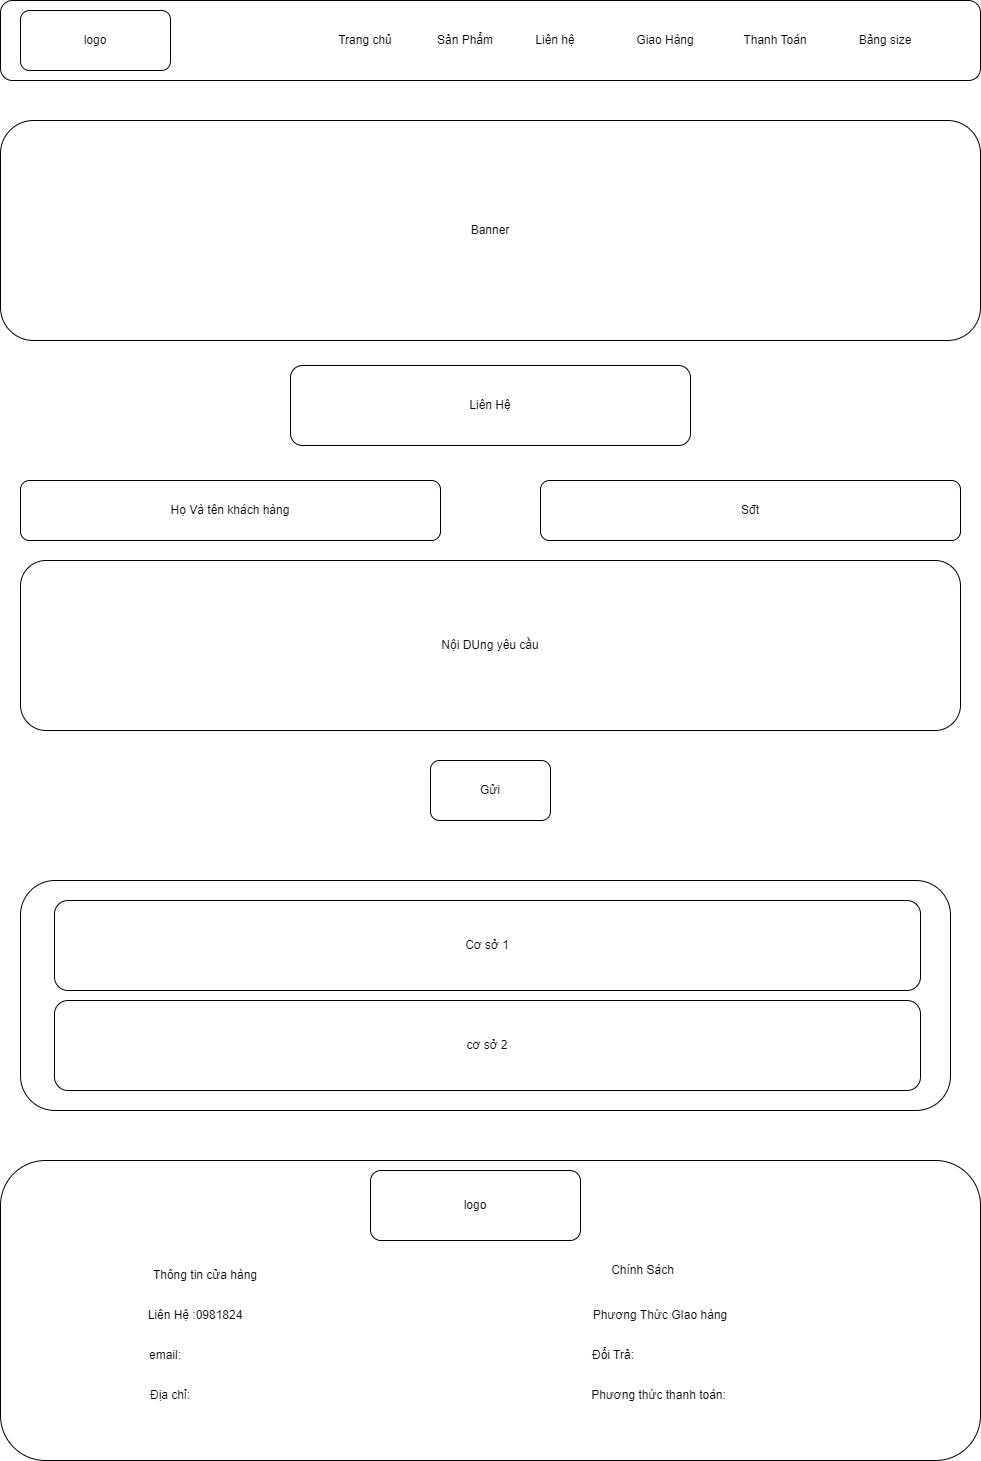 logo
Trang chủ
Sản Phẩm
Liên hệ
Giao Hàng
Thanh Toán
Bảng size
Banner
Liên Hệ
Họ Và tên khách hàng
Sđt
Nội DUng yêu cầu
Gửi
Cơ sở 1
cơ sở 2
logo
Thông tin cửa hàng
Liên Hệ :0981824
email:
Địa chỉ:
Chính Sách
Phương Thức GIao hàng
Đổi Trả:
Phương thức thanh toán: